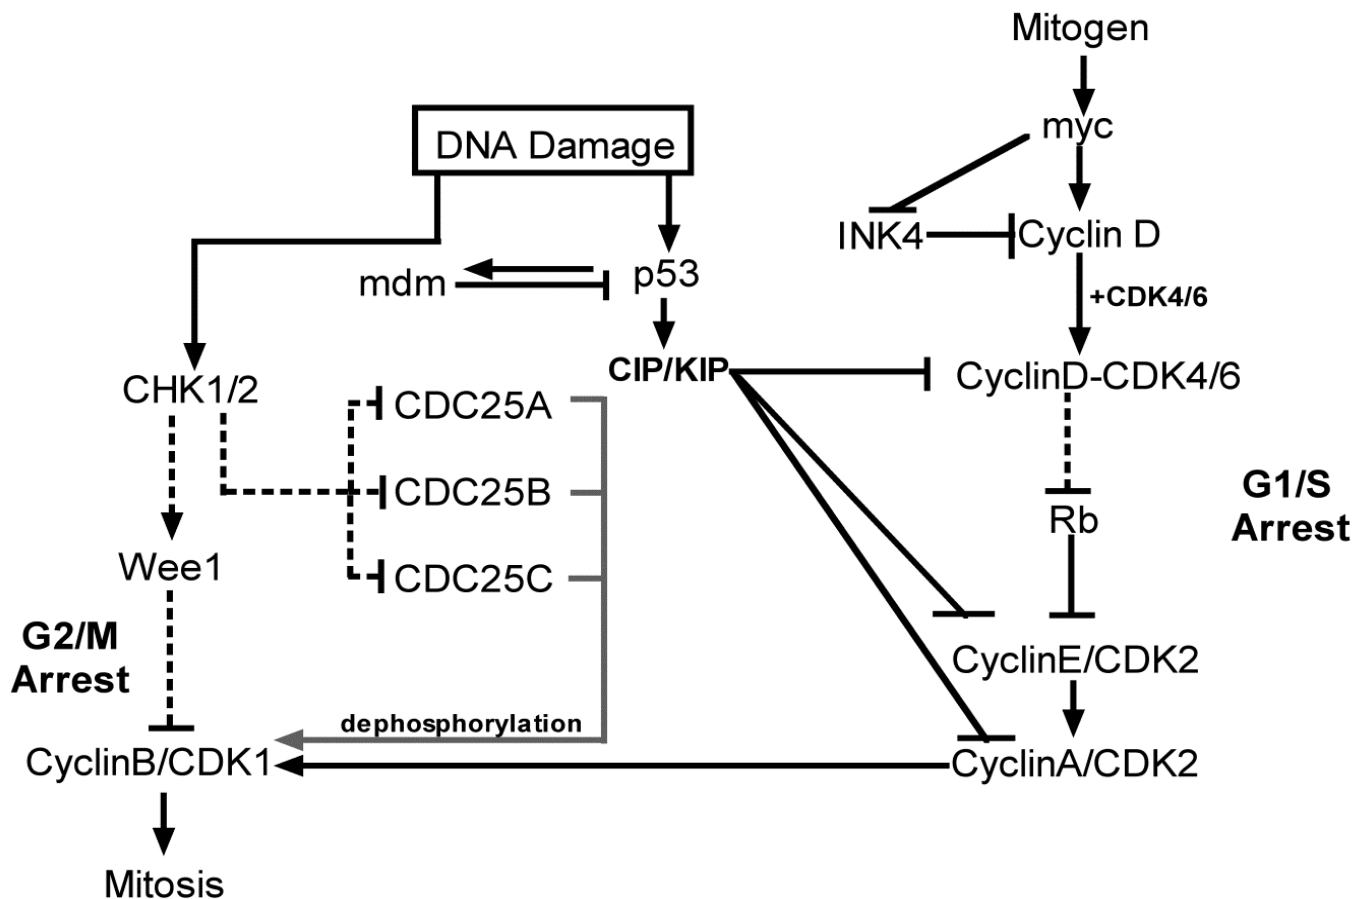 Mitogen
myc
DNA Damage
INK4
Cyclin D
mdm
p53
+CDK4/6
CIP/KIP
CyclinD-CDK4/6
CHK1/2
CDC25A
CDC25B
G1/S
Arrest
Rb
Wee1
CDC25C
G2/M
Arrest
CyclinE/CDK2
dephosphorylation
CyclinB/CDK1
CyclinA/CDK2
Mitosis